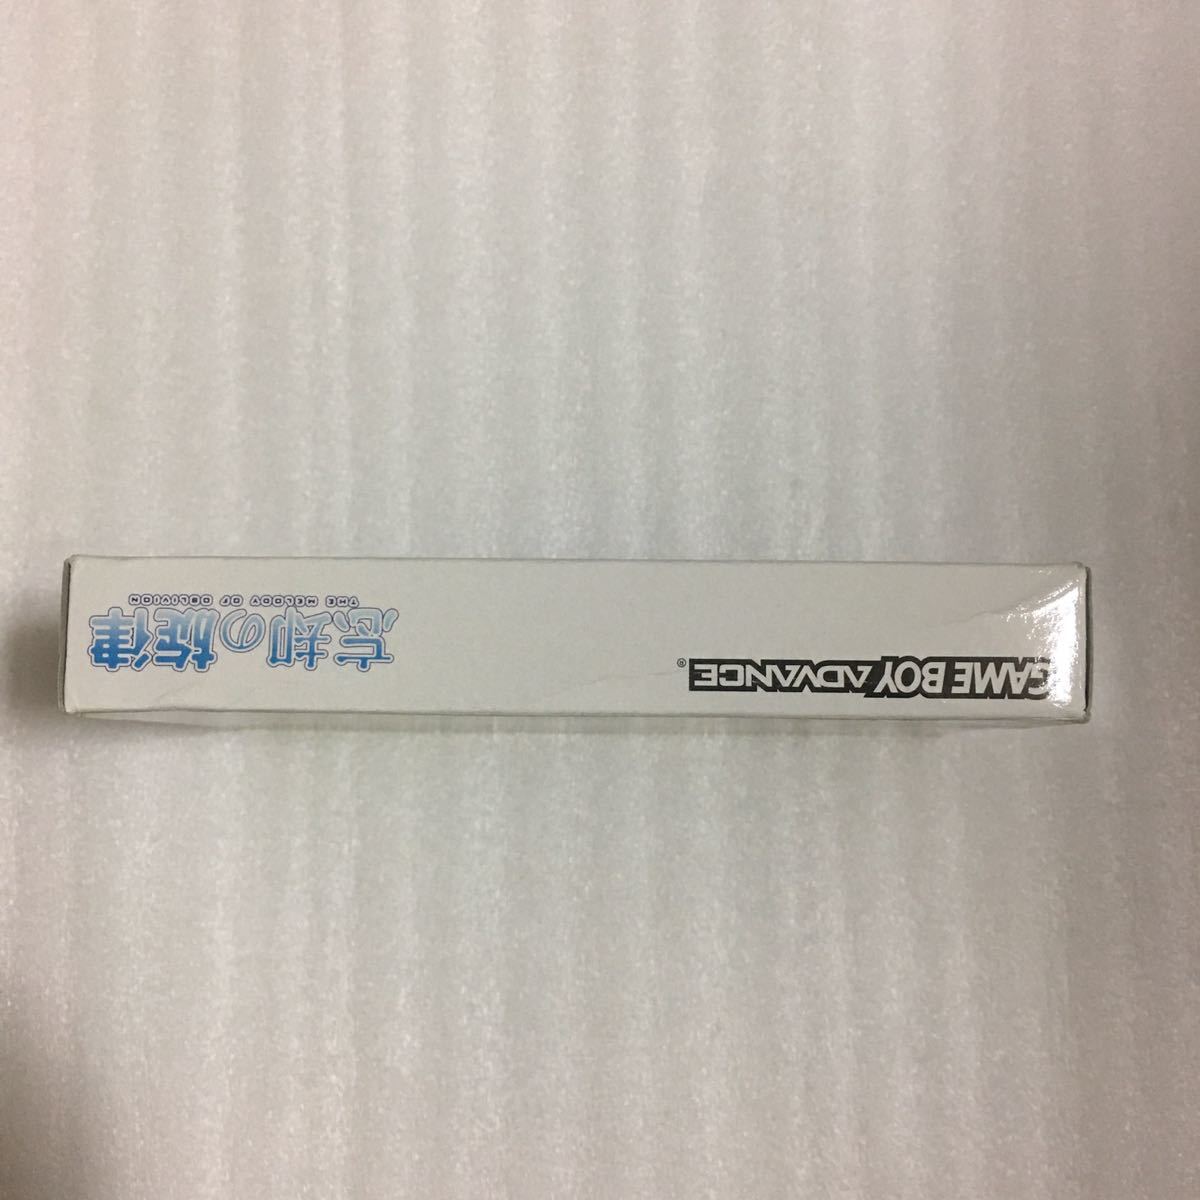 GAME BOY ADVANCE®
忘却の旋律
THE MELODY OF OBLIVION